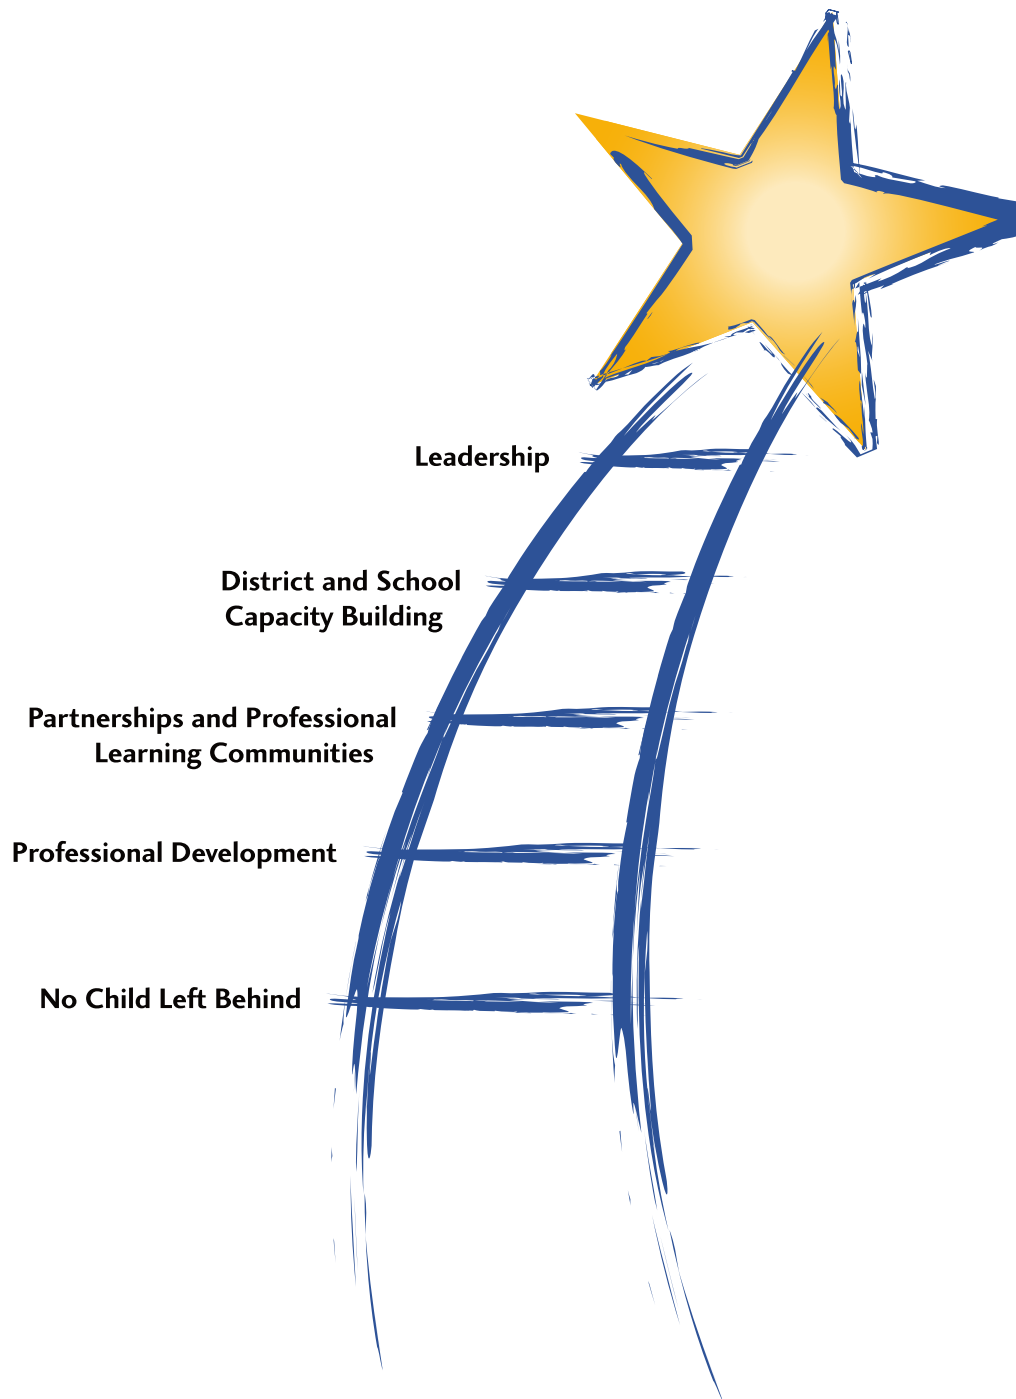 Leadership
District and School
Capacity Building
Partnerships and Professional
Learning Communities
Professional Development
No Child Left Behind